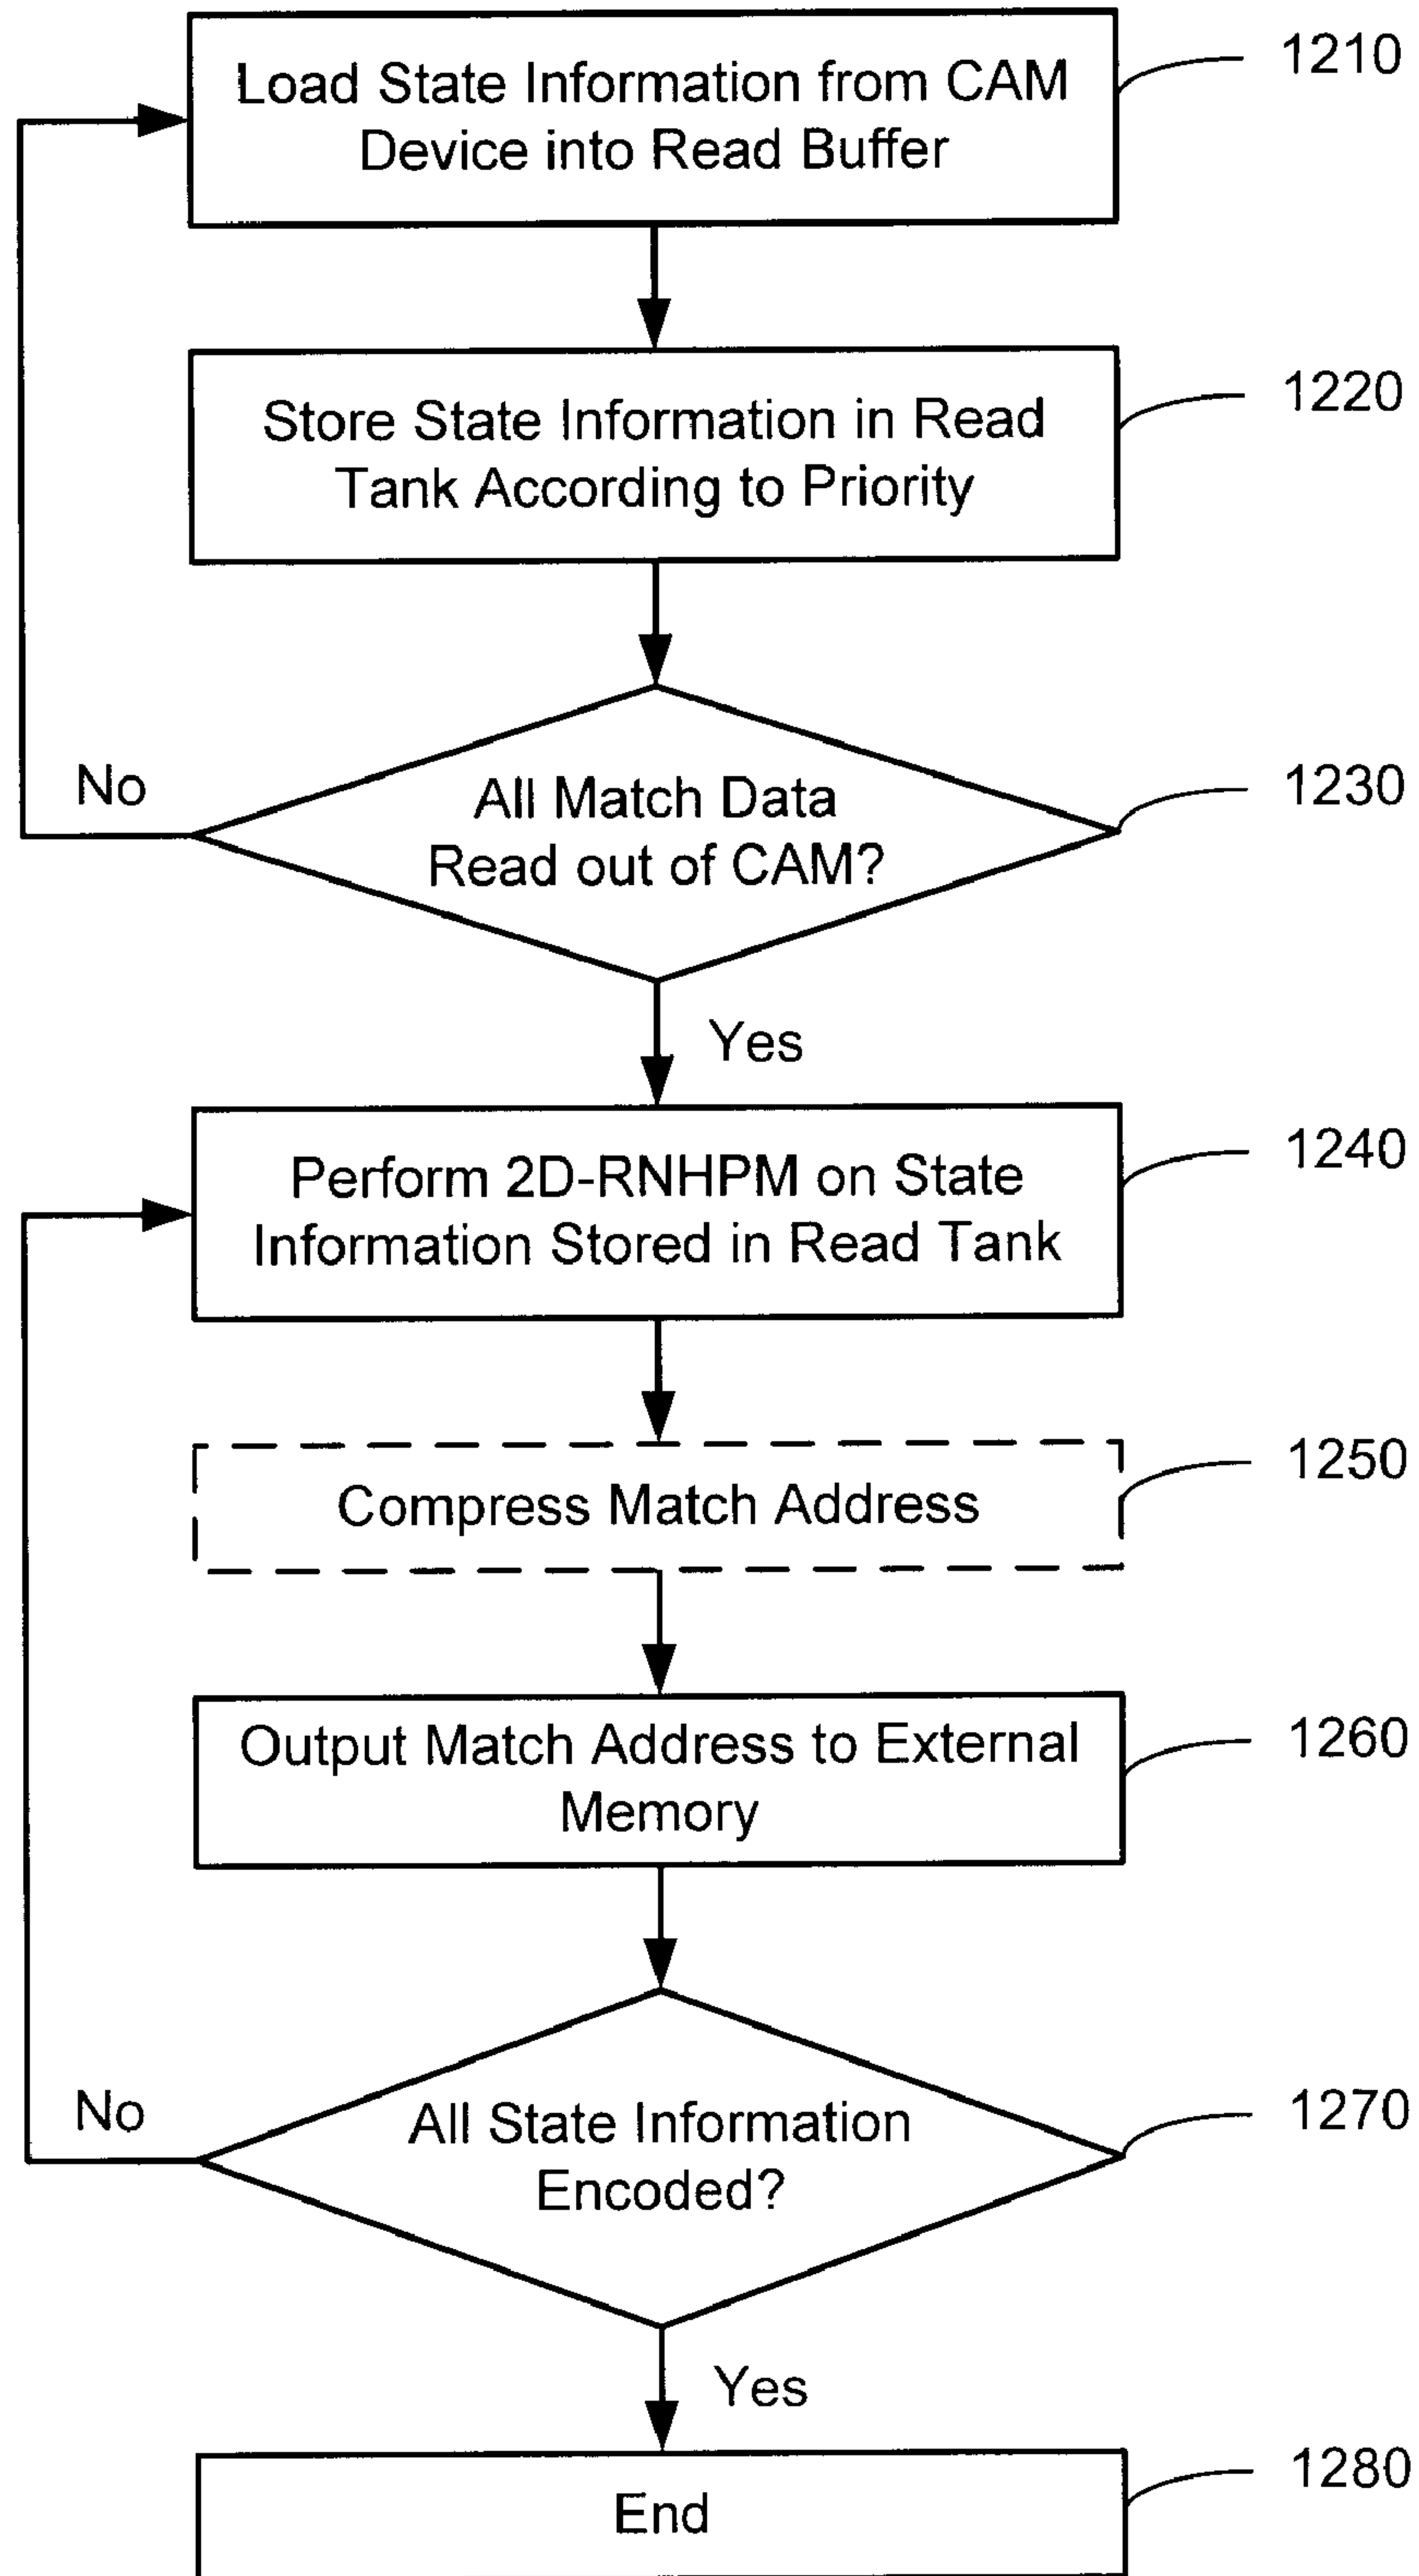 Load State Information from CAM
Device into Read Buffer
1210
Store State Information in Read
Tank According to Priority
1220
All Match Data
Read out of CAM?
1230
No
Yes
Perform 2D-RNHPM on State
Information Stored in Read Tank
1240
Compress Match Address
1250
Output Match Address to External
Memory
1260
All State Information
Encoded?
1270
No
Yes
End
1280